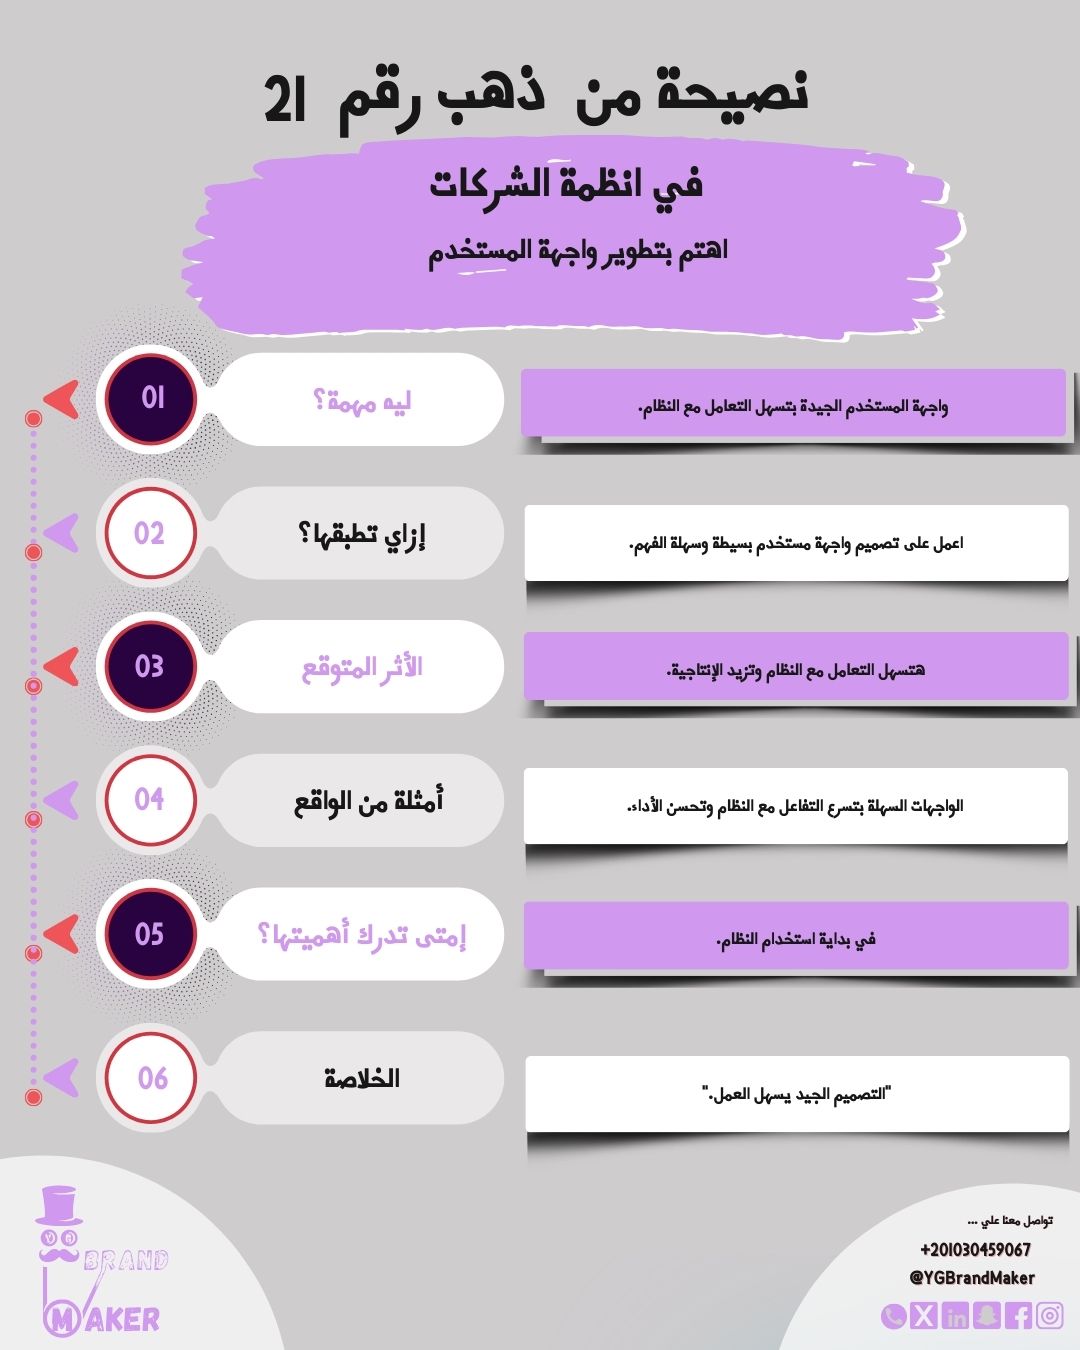 نصيحة من ذهب رقم 21
في انظمة الشركات
اهتم بتطوير واجهة المستخدم
01
ليه مهمة؟
واجهة المستخدم الجيدة بتسهل التعامل مع النظام.
02
إزاي تطبقها؟
اعمل على تصميم واجهة مستخدم بسيطة وسهلة الفهم.
03
الأثر المتوقع
هتسهل التعامل مع النظام وتزيد الإنتاجية.
04
أمثلة من الواقع
الواجهات السهلة بتسرع التفاعل مع النظام وتحسن الأداء.
05
إمتى تدرك أهميتها؟
في بداية استخدام النظام.
06
الخلاصة
"التصميم الجيد يسهل العمل."
تواصل معنا علي ...
+201030459067
@YGBrandMaker
BRAND
MAKER